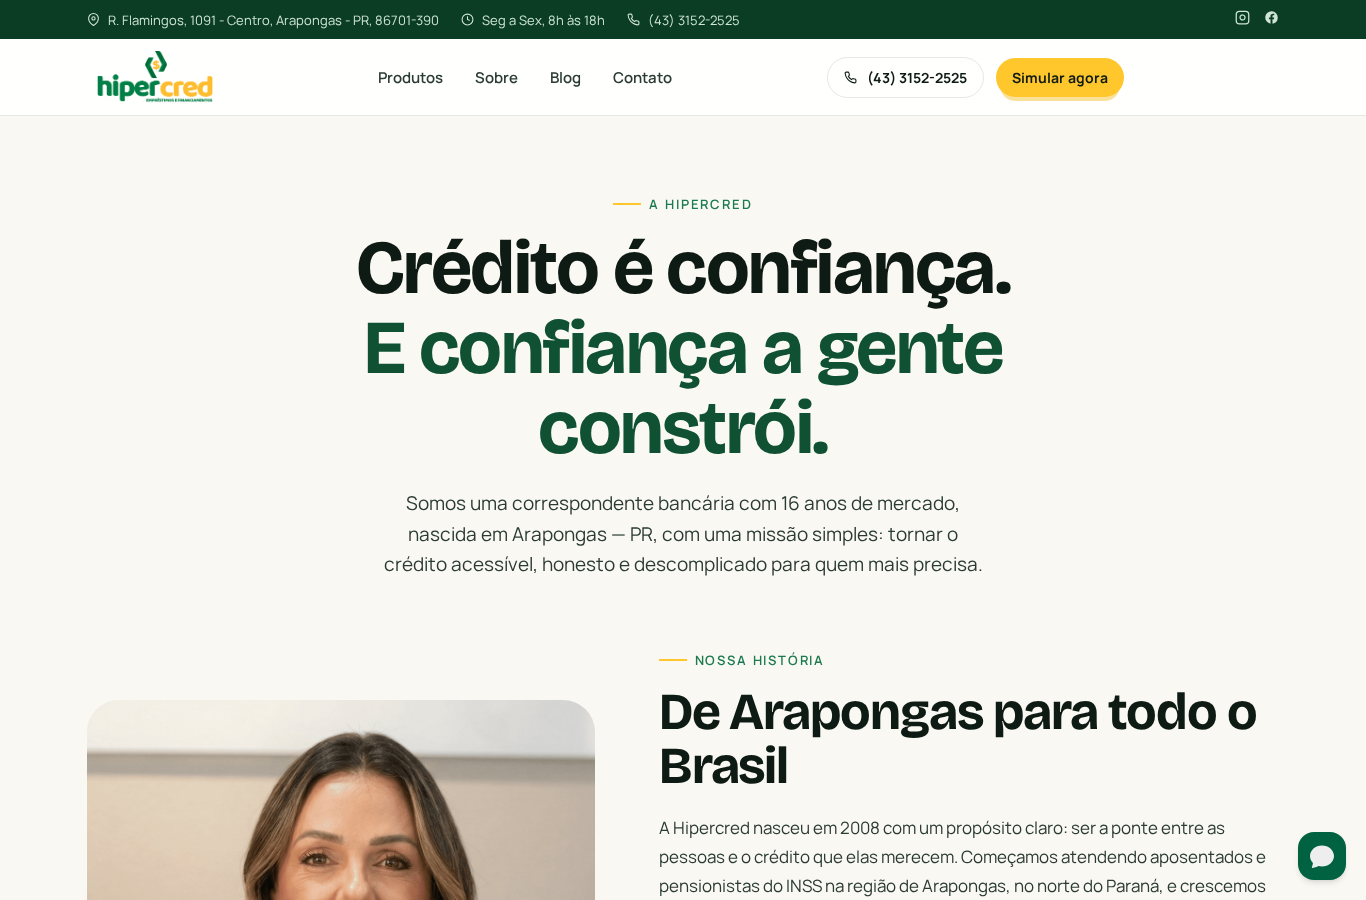 R. Flamingos, 1091 - Centro, Arapongas - PR, 86701-390
Seg a Sex, 8h às 18h
(43) 3152-2525
hipercred
Produtos
Sobre
Blog
Contato
(43) 3152-2525
Simular agora
A HIPERCRED
Crédito é confiança.
E confiança a gente
constrói.
Somos uma correspondente bancária com 16 anos de mercado,
nascida em Arapongas — PR, com uma missão simples: tornar o
crédito acessível, honesto e descomplicado para quem mais precisa.
NOSSA HISTÓRIA
De Arapongas para todo o
Brasil
A Hipercred nasceu em 2008 com um propósito claro: ser a ponte entre as
pessoas e o crédito que elas merecem. Começamos atendendo aposentados e
pensionistas do INSS na região de Arapongas, no norte do Paraná, e crescemos